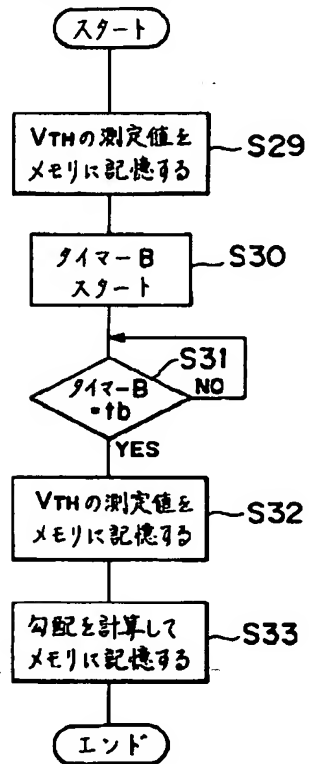 スタート
VTHの測定値を
メモリに記憶する
S29
タイマーB
スタート
S30
S31
タイマーB
=tb
NO
YES
VTHの測定値を
メモリに記憶する
S32
勾配を計算して
メモリに記憶する
S33
エンド